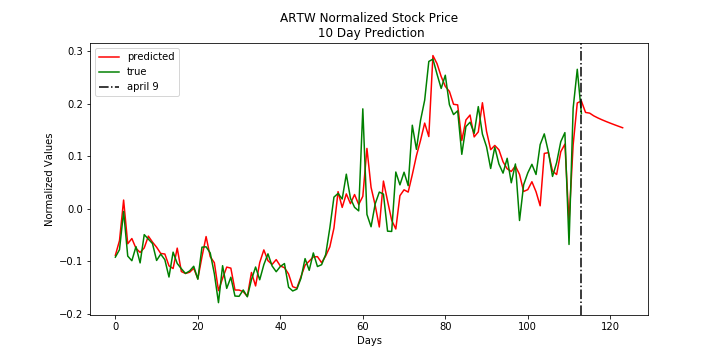 ARTW Normalized Stock Price
10 Day Prediction
predicted
true
april 9
Normalized Values
0.3
0.2
0.1
0.0
−0.1
−0.2
0
20
40
60
80
100
120
Days